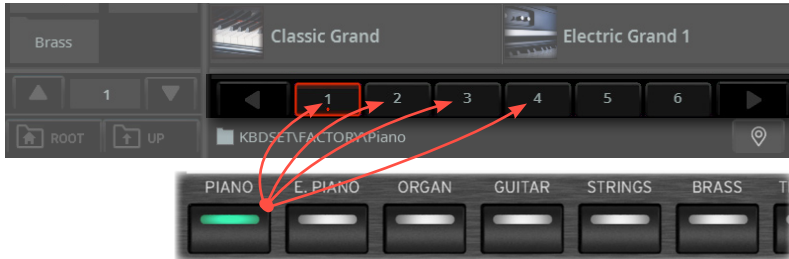 Classic Grand Electric Grand 1
Brass
1 1 2 3 4 5 6
ROOT UP KBDSET\FACTORY\Piano
PIANO E. PIANO ORGAN GUITAR STRINGS BRASS